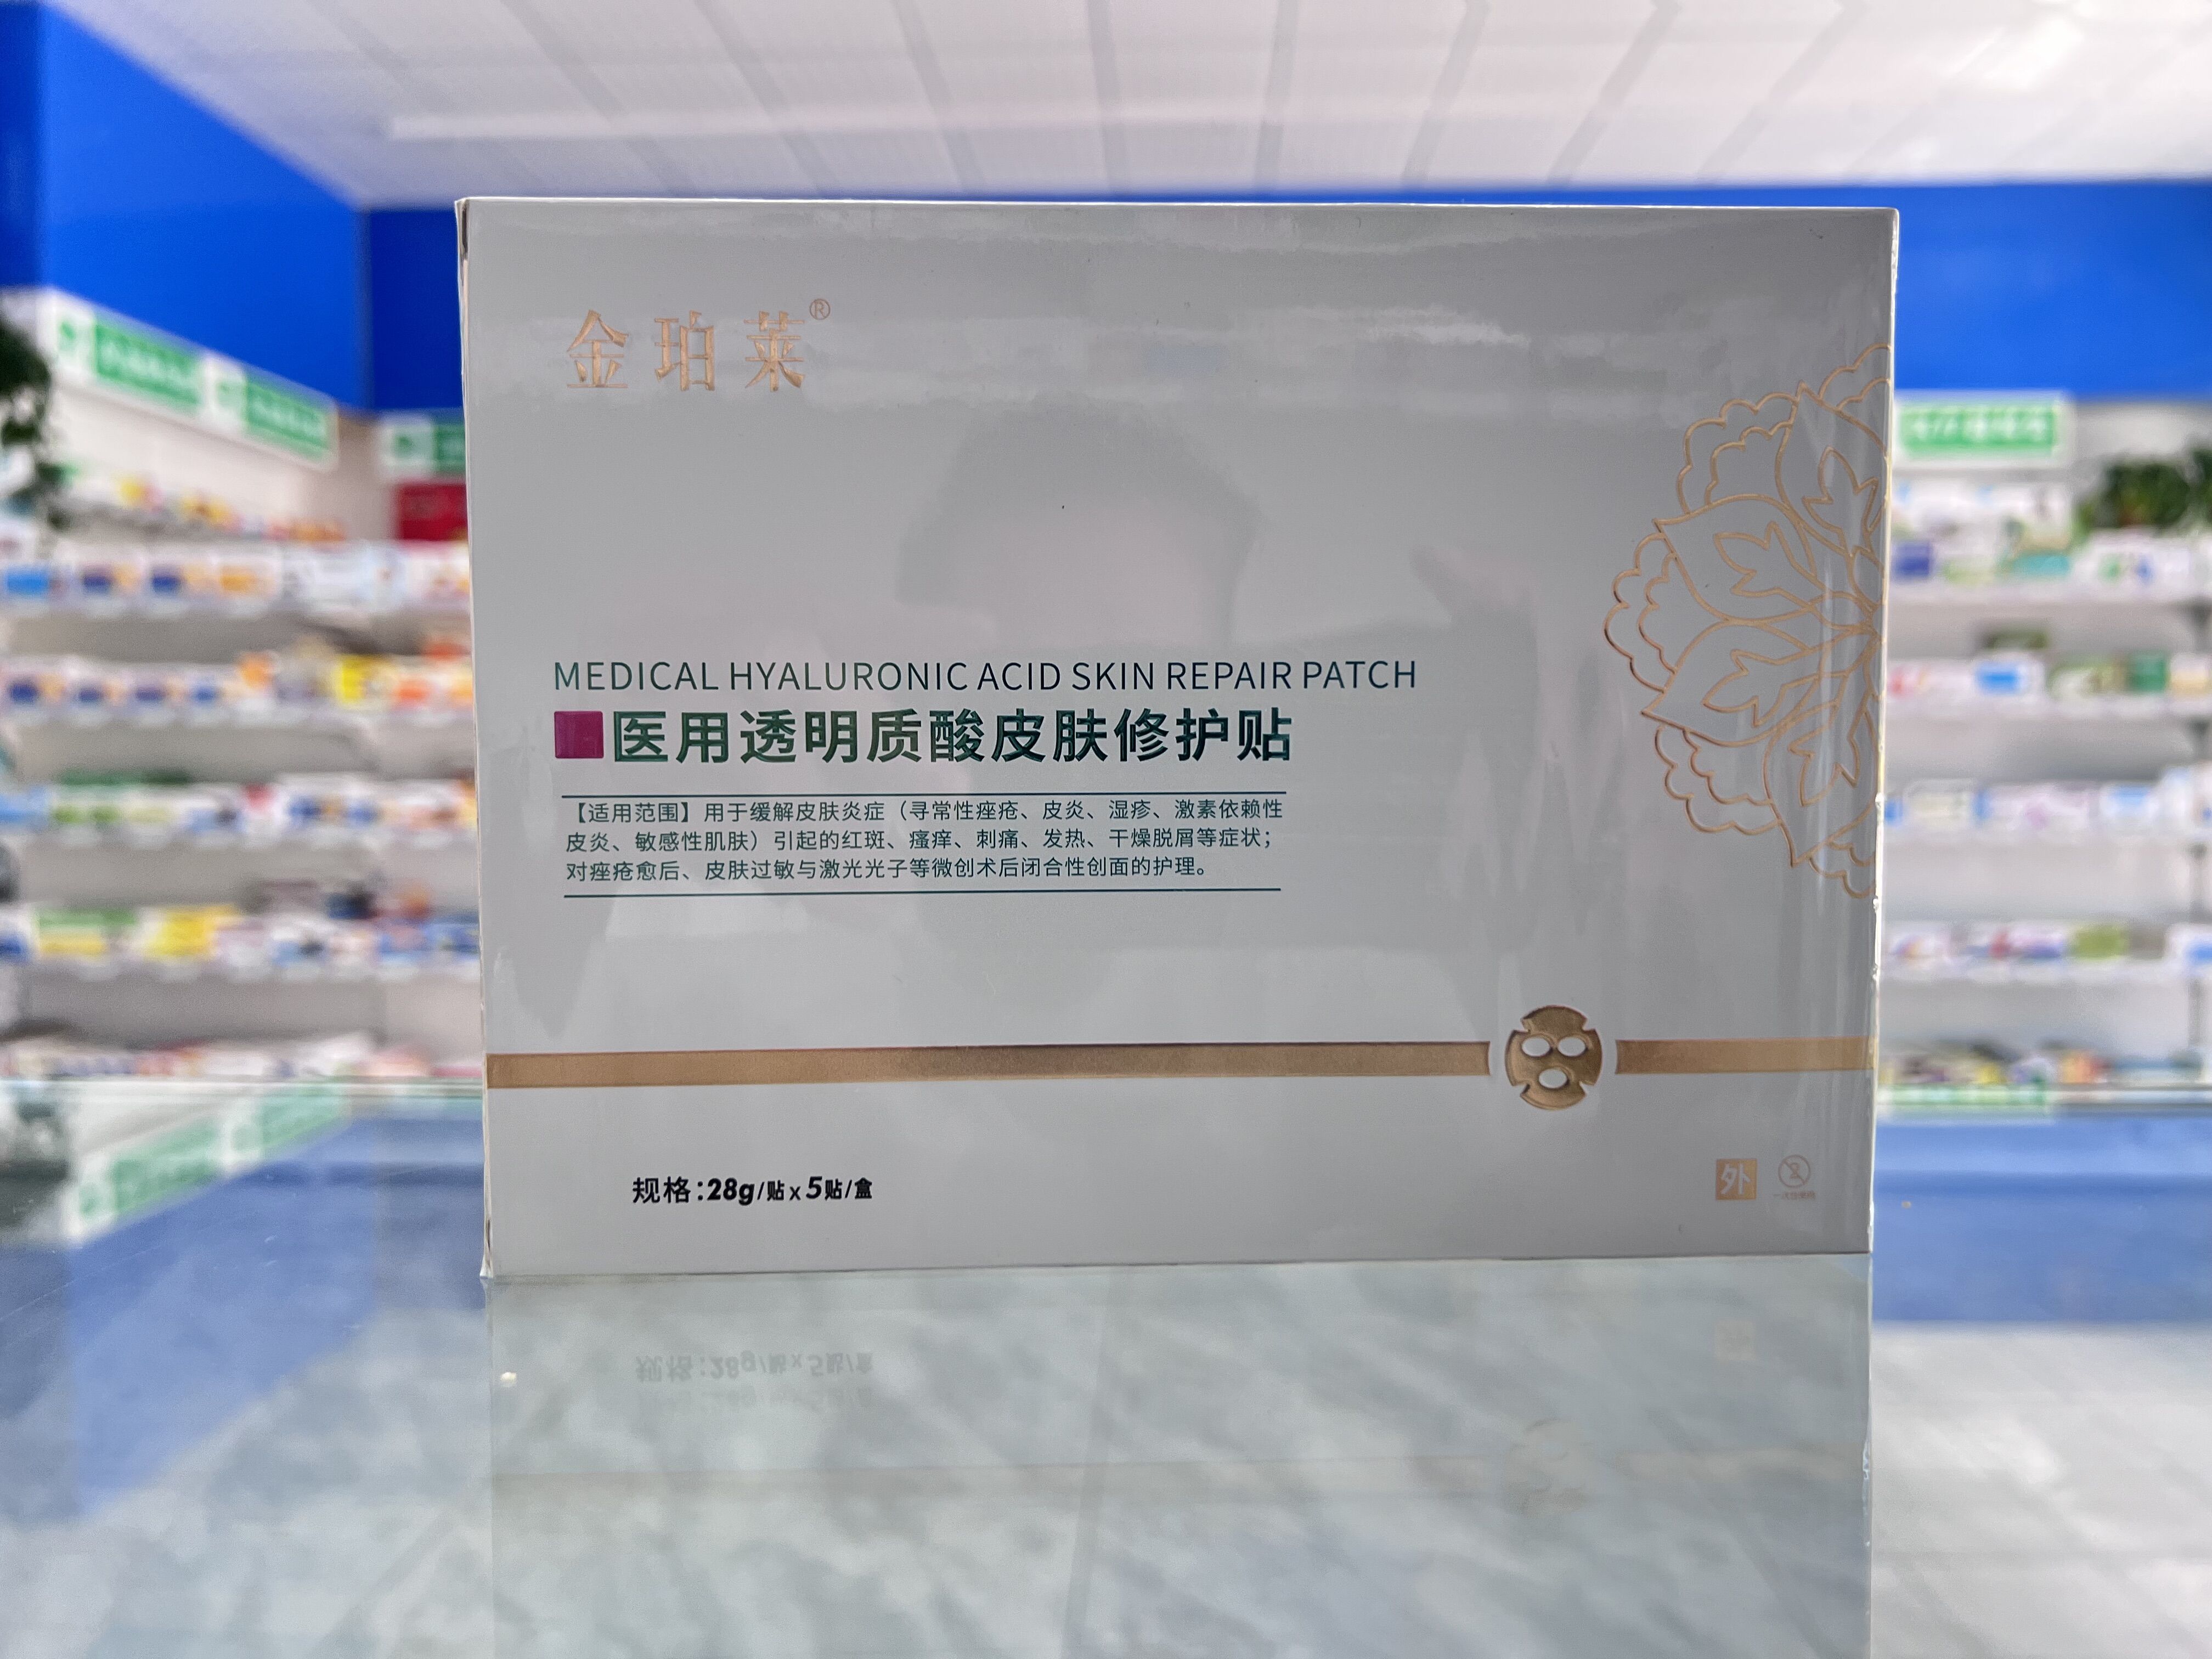 金珀莱®
MEDICAL HYALURONIC ACID SKIN REPAIR PATCH
医用透明质酸皮肤修护贴
【适用范围】用于缓解皮肤炎症（寻常性痤疮、皮炎、湿疹、激素依赖性
皮炎、敏感性肌肤）引起的红斑、瘙痒、刺痛、发热、干燥脱屑等症状；
对痤疮愈后、皮肤过敏与激光光子等微创术后闭合性创面的护理。
规格:28g/贴x5贴/盒
外